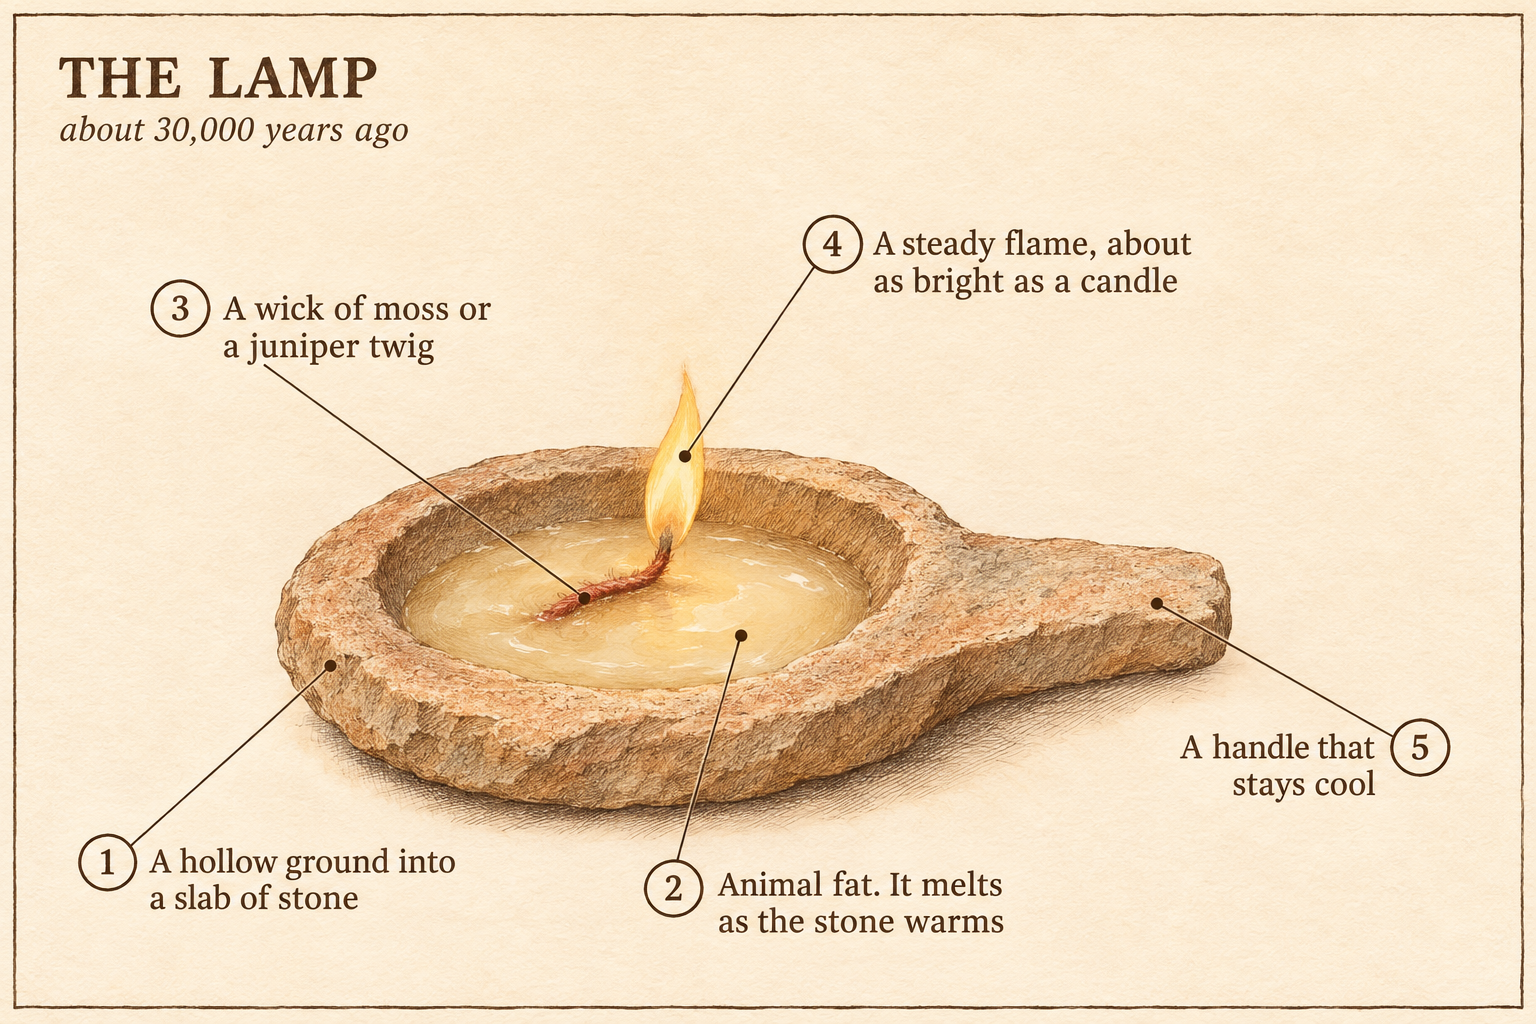 THE LAMP
about 30,000 years ago
4 A steady flame, about
as bright as a candle
3 A wick of moss or
a juniper twig
A handle that 5
stays cool
1 A hollow ground into
a slab of stone
2 Animal fat. It melts
as the stone warms